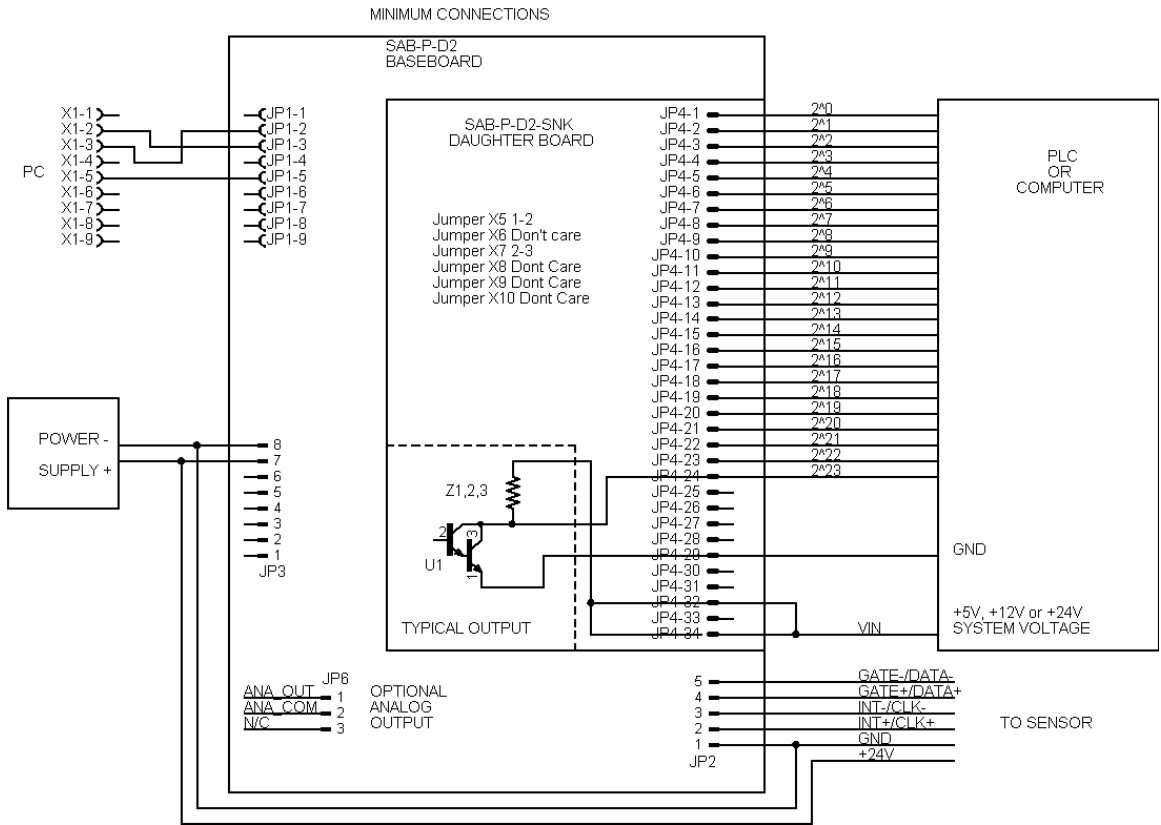 MINIMUM CONNECTIONS
SAB-P-D2
BASEBOARD
PC
X1-1
X1-2
X1-3
X1-4
X1-5
X1-6
X1-7
X1-8
X1-9
JP1-1
JP1-2
JP1-3
JP1-4
JP1-5
JP1-6
JP1-7
JP1-8
JP1-9
SAB-P-D2-SNK
DAUGHTER BOARD
Jumper X5 1-2
Jumper X6 Don't care
Jumper X7 2-3
Jumper X8 Dont Care
Jumper X9 Dont Care
Jumper X10 Dont Care
JP4-1
JP4-2
JP4-3
JP4-4
JP4-5
JP4-6
JP4-7
JP4-8
JP4-9
JP4-10
JP4-11
JP4-12
JP4-13
JP4-14
JP4-15
JP4-16
JP4-17
JP4-18
JP4-19
JP4-20
JP4-21
JP4-22
JP4-23
JP4-24
JP4-25
JP4-26
JP4-27
JP4-28
JP4-29
JP4-30
JP4-31
JP4-32
JP4-33
JP4-34
2^0
2^1
2^2
2^3
2^4
2^5
2^6
2^7
2^8
2^9
2^10
2^11
2^12
2^13
2^14
2^15
2^16
2^17
2^18
2^19
2^20
2^21
2^22
2^23
PLC
OR
COMPUTER
GND
+5V, +12V or +24V
SYSTEM VOLTAGE
VIN
POWER -
SUPPLY +
8
7
6
5
4
3
2
1
JP3
Z1,2,3
2
3
1
U1
TYPICAL OUTPUT
JP6
ANA_OUT 1
ANA_COM 2
N/C 3
OPTIONAL
ANALOG
OUTPUT
5 GATE-/DATA-
4 GATE+/DATA+
3 INT-/CLK-
2 INT+/CLK+
1 GND
+24V
JP2
TO SENSOR